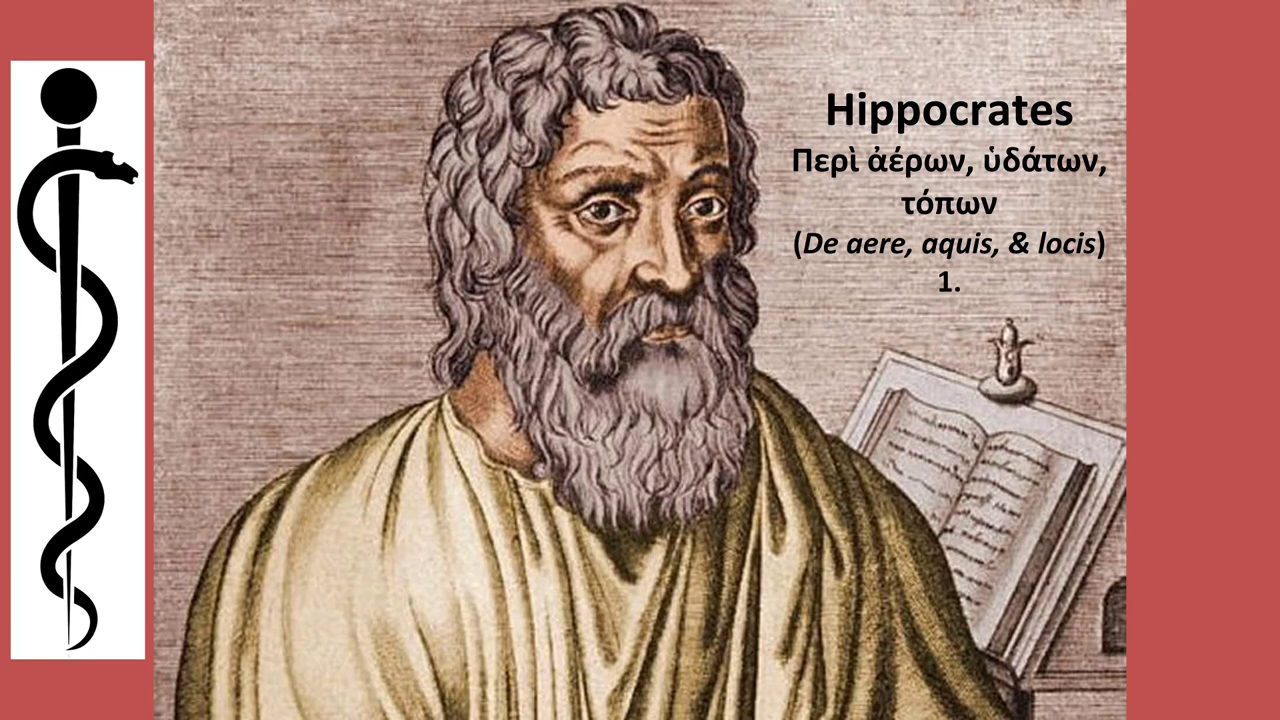 Hippocrates
Περὶ ἀέρων, ὑδάτων,
τόπων
(De aere, aquis, & locis)
1.